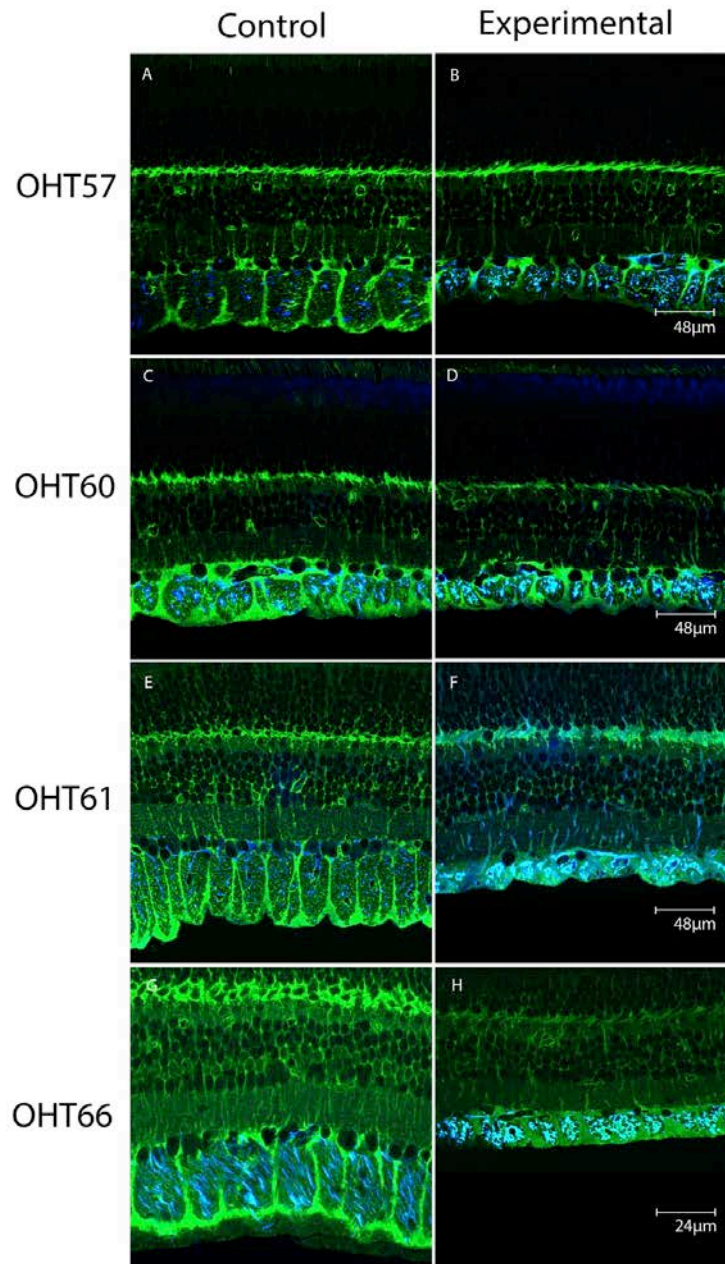 Control Experimental
OHT57
A B
48µm
OHT60
C D
48µm
OHT61
E F
48µm
OHT66
G H
24µm